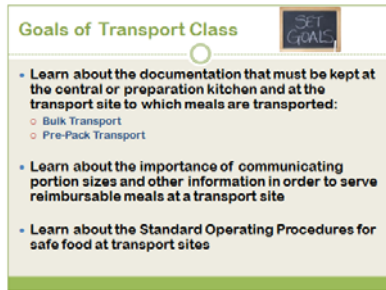 Goals of Transport Class
SET
GOALS
• Learn about the documentation that must be kept at
the central or preparation kitchen and at the
transport site to which meals are transported:
○ Bulk Transport
○ Pre-Pack Transport
• Learn about the importance of communicating
portion sizes and other information in order to serve
reimbursable meals at a transport site
• Learn about the Standard Operating Procedures for
safe food at transport sites